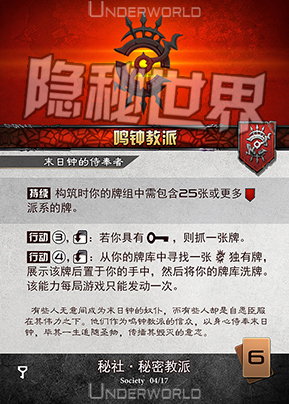 UNDERWORLD
隐秘世界
鸣钟教派
末日钟的侍奉者
持续 构筑时你的牌组中需包含25张或更多
派系的牌。
行动 ③,：若你具有，则抓一张牌。
行动 ④,：从你的牌库中寻找一张独有牌，
展示该牌后置于你的手中，然后将你的牌库洗牌。
该能力每局游戏只能发动一次。
有些人无意间成为末日钟的奴仆，而有些人却是自愿臣服
在其伟力之下。他们作为鸣钟教派的信众，以身心侍奉末日
钟，毕其一生追随圣物，传播其毁灭的意志。
6
秘社·秘密教派
Society 04/17
UNDERWORLD